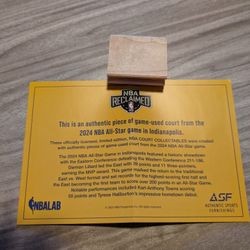 NBA
RECLAIMED
This is an authentic piece of game-used court from the
2024 NBA All-Star game in Indianapolis.
These officially licensed, limited edition, NBA COURT COLLECTABLES were created
with authentic pieces of game-used court from the 2024 NBA All-Star Game.
The 2024 NBA All-Star Game in Indianapolis featured a historic showdown
with the Eastern Conference defeating the Western Conference 211-186.
Damian Lillard led the East with 39 points and 11 three-pointers,
earning the MVP award. This game marked the return to the traditional
East vs. West format and set records for the highest-scoring first half and
the East becoming the first team to score over 200 points in an All-Star Game.
Notable performances included Karl-Anthony Towns scoring
50 points and Tyrese Haliburton's impressive hometown debut.
NBALAB
ASF
AUTHENTIC SPORTS
FURNISHINGS